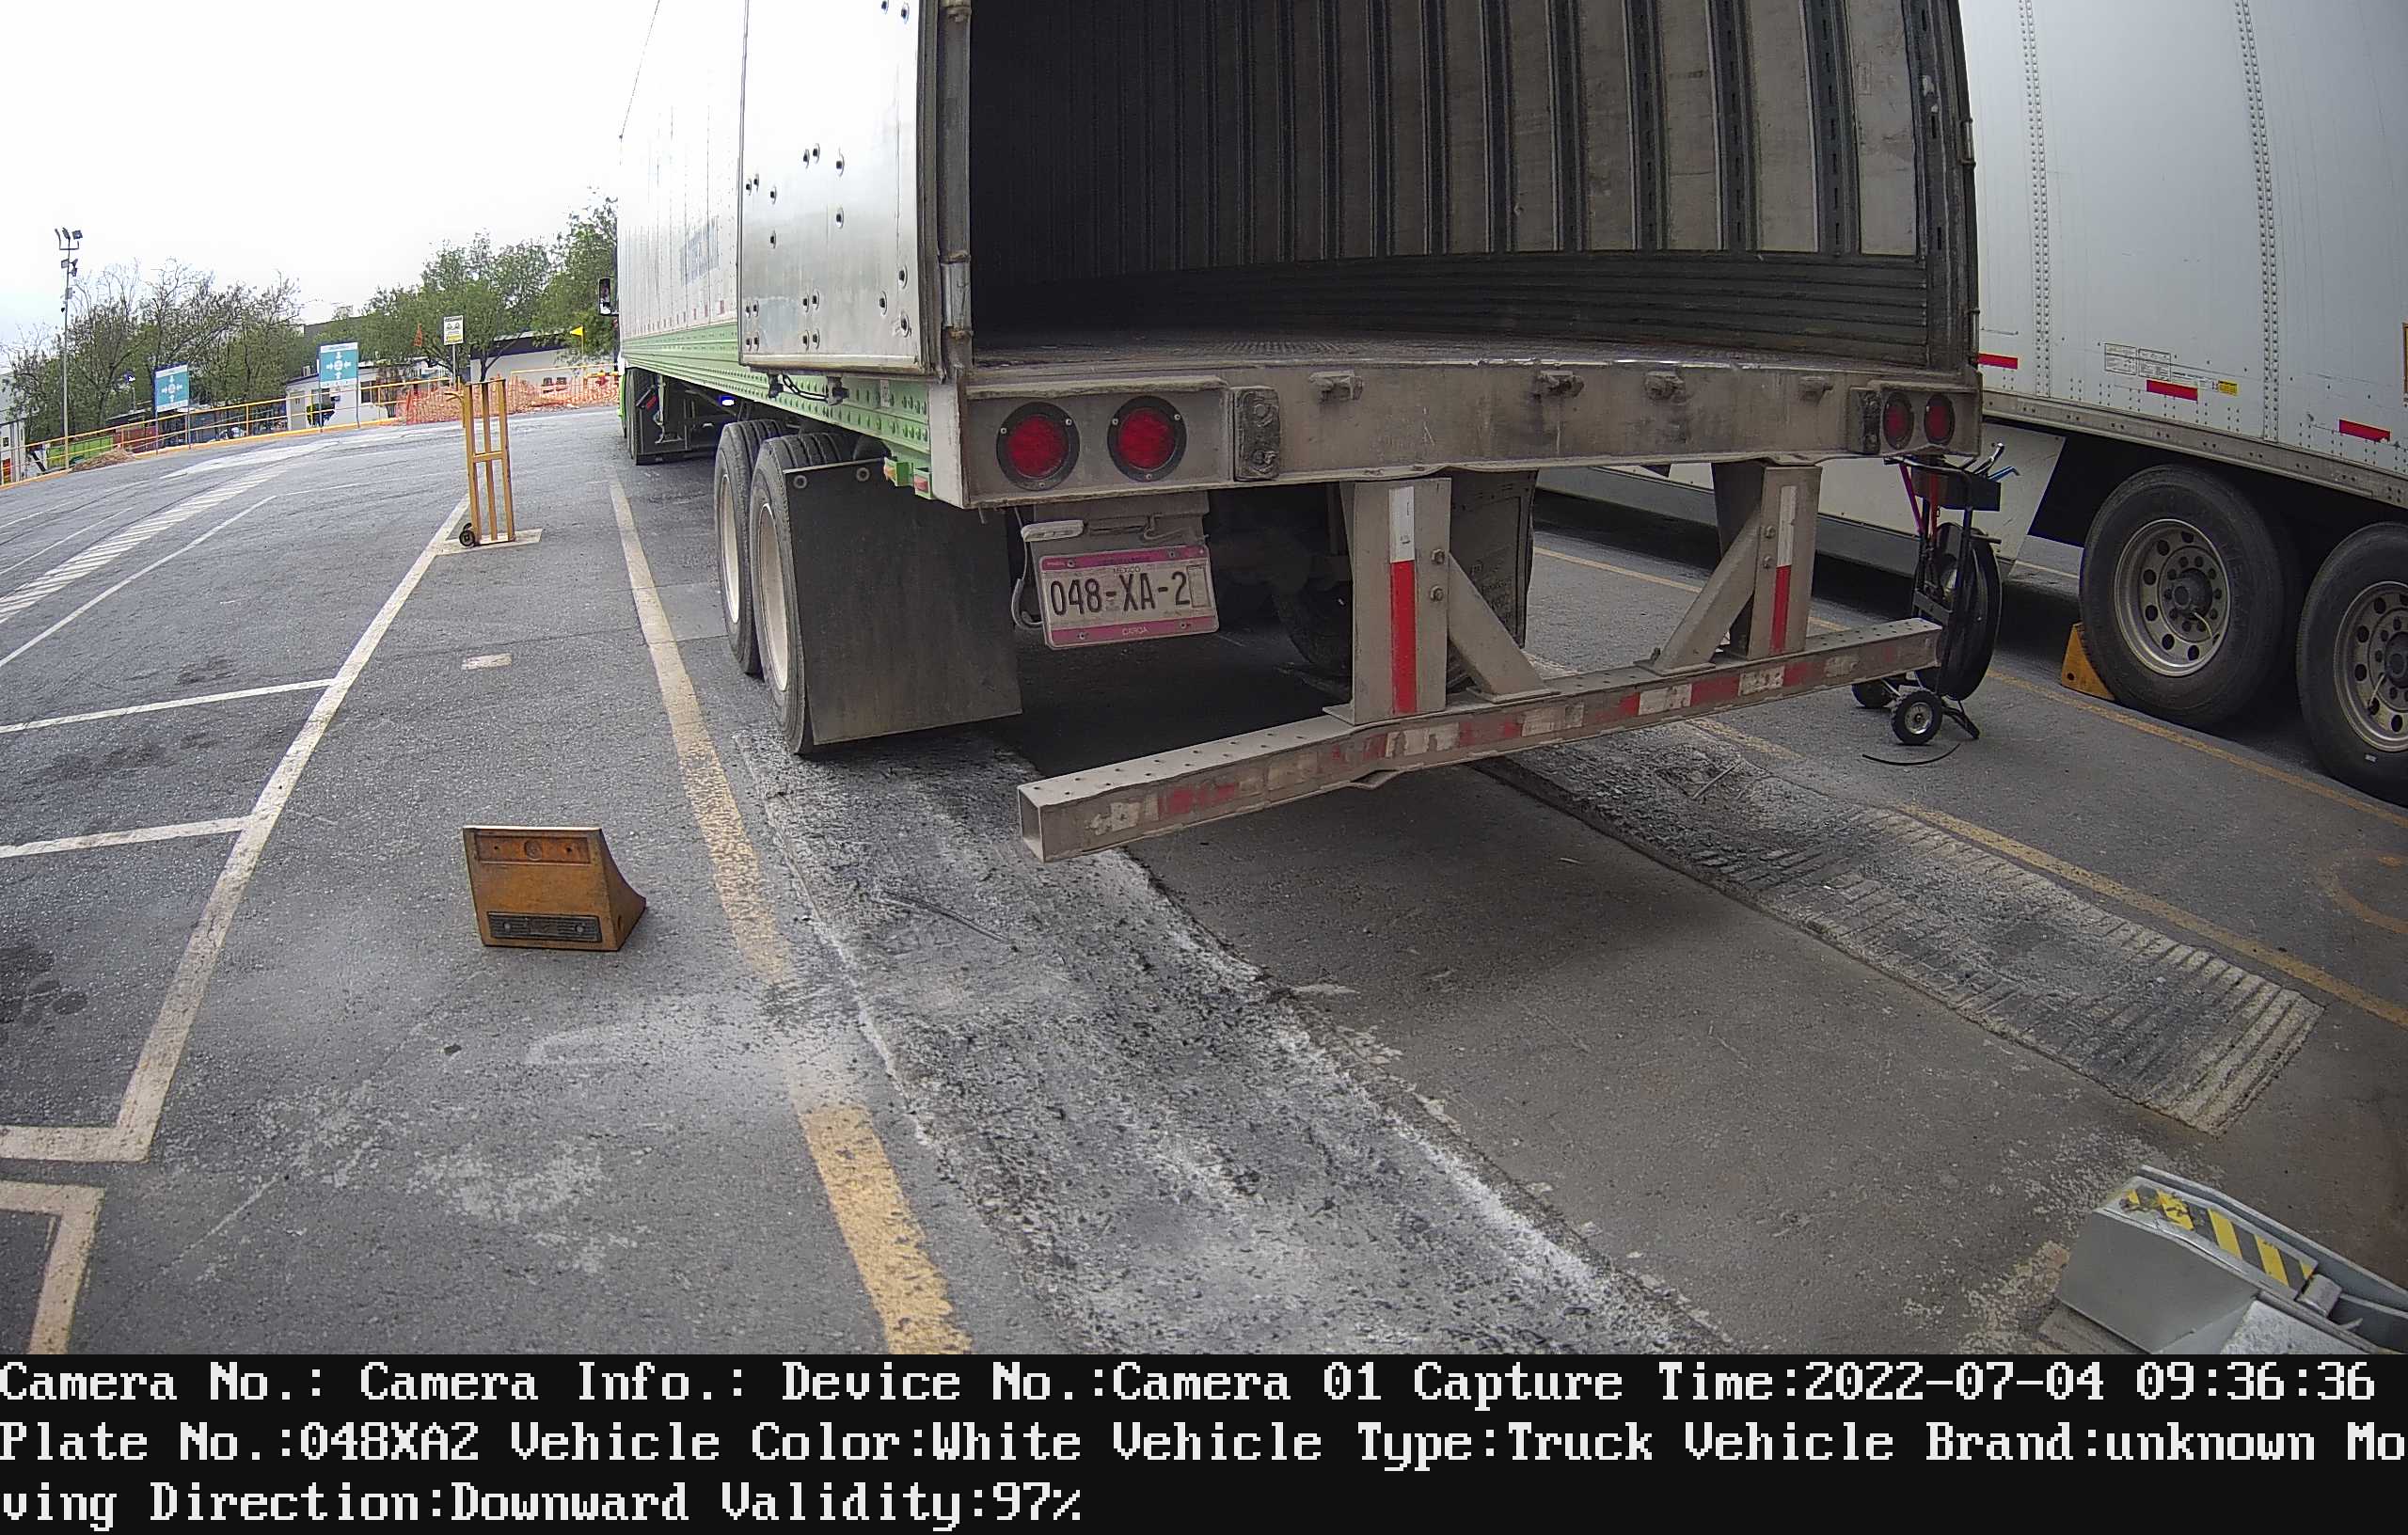 MEXICO
048-XA-2
CARGA
Camera No.: Camera Info.: Device No.:Camera 01 Capture Time:2022-07-04 09:36:36
Plate No.:048XA2 Vehicle Color:White Vehicle Type:Truck Vehicle Brand:unknown Mo
ving Direction:Downward Validity:97%